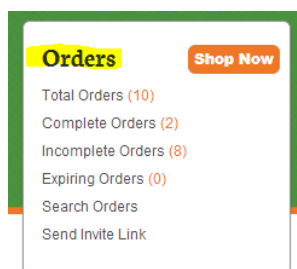 Orders Shop Now
Total Orders (10)
Complete Orders (2)
Incomplete Orders (8)
Expiring Orders (0)
Search Orders
Send Invite Link